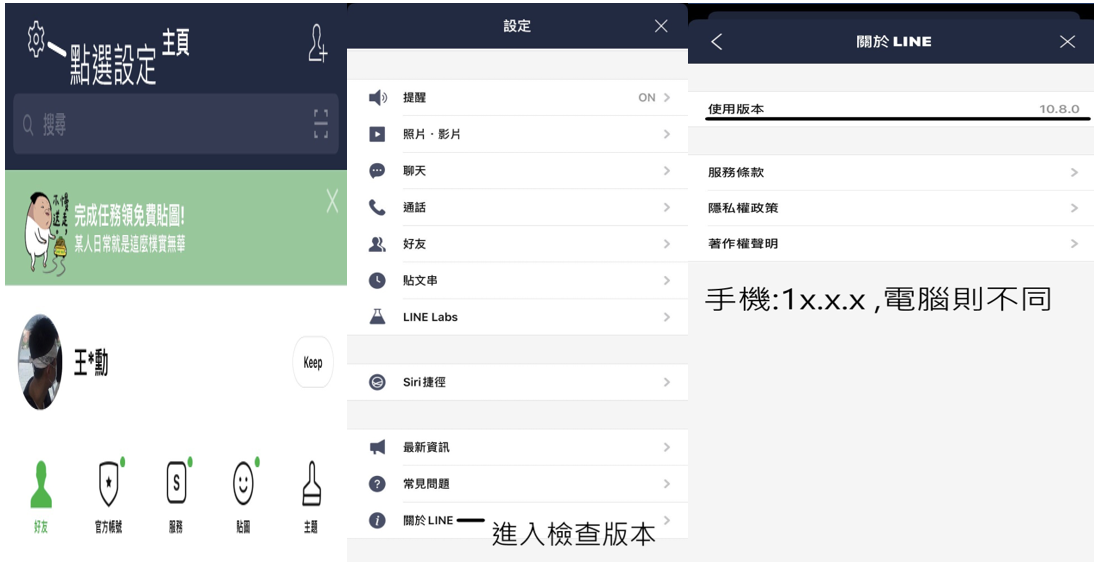 主頁
點選設定
搜尋
不送,慢走,
完成任務領免費貼圖!
某人日常就是這麼樸實無華
王*勳
Keep
S
好友
官方帳號
服務
貼圖
主題
設定
提醒 ON
照片・影片
聊天
通話
好友
貼文串
LINE Labs
Siri 捷徑
最新資訊
常見問題
關於 LINE
進入檢查版本
關於 LINE
使用版本 10.8.0
服務條款
隱私權政策
著作權聲明
手機:1x.x.x ,電腦則不同